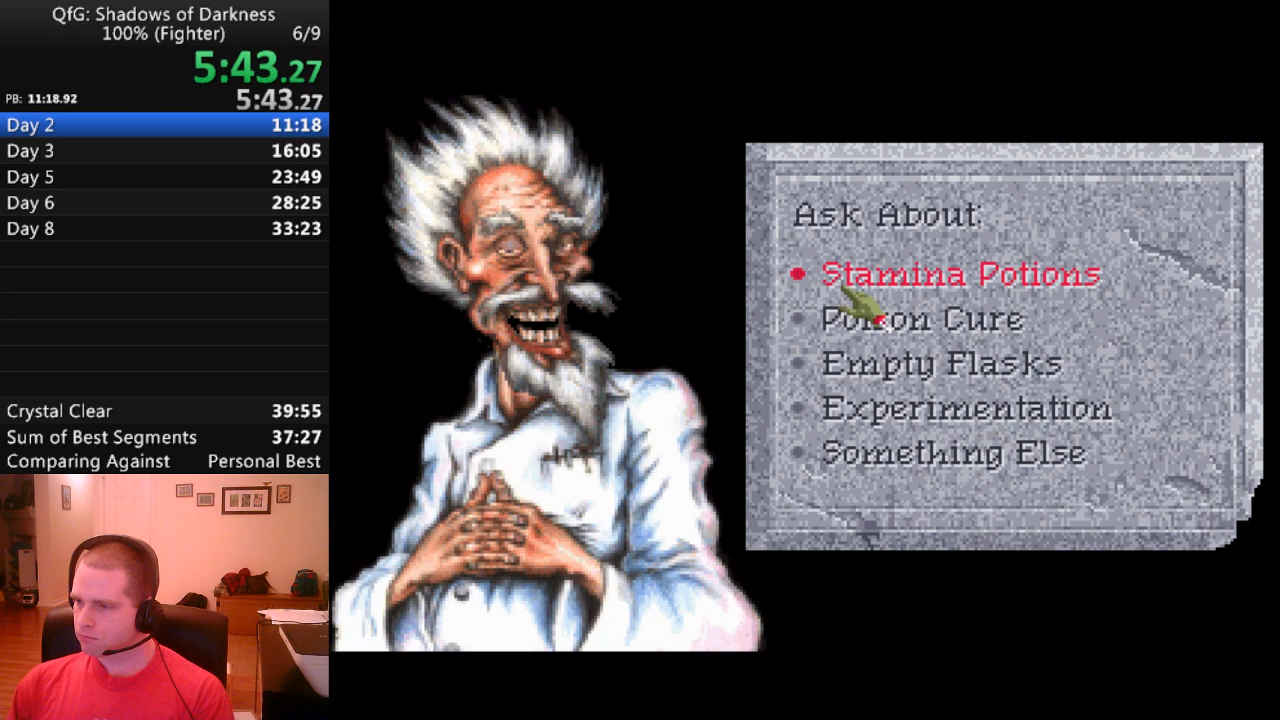 QfG: Shadows of Darkness
100% (Fighter) 6/9
5:43.27
PB: 11:18.92 5:43.27
Day 2 11:18
Day 3 16:05
Day 5 23:49
Day 6 28:25
Day 8 33:23
Crystal Clear 39:55
Sum of Best Segments 37:27
Comparing Against Personal Best
Ask About:
Stamina Potions
Poison Cure
Empty Flasks
Experimentation
Something Else